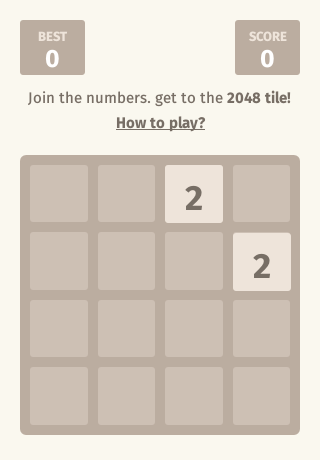 BEST
0
SCORE
0
Join the numbers. get to the 2048 tile!
How to play?
2
2